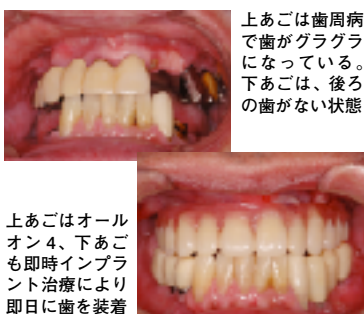 上あごは歯周病
で歯がグラグラ
になっている。
下あごは、後ろ
の歯がない状態
上あごはオール
オン4、下あご
も即時インプラ
ント治療により
即日に歯を装着